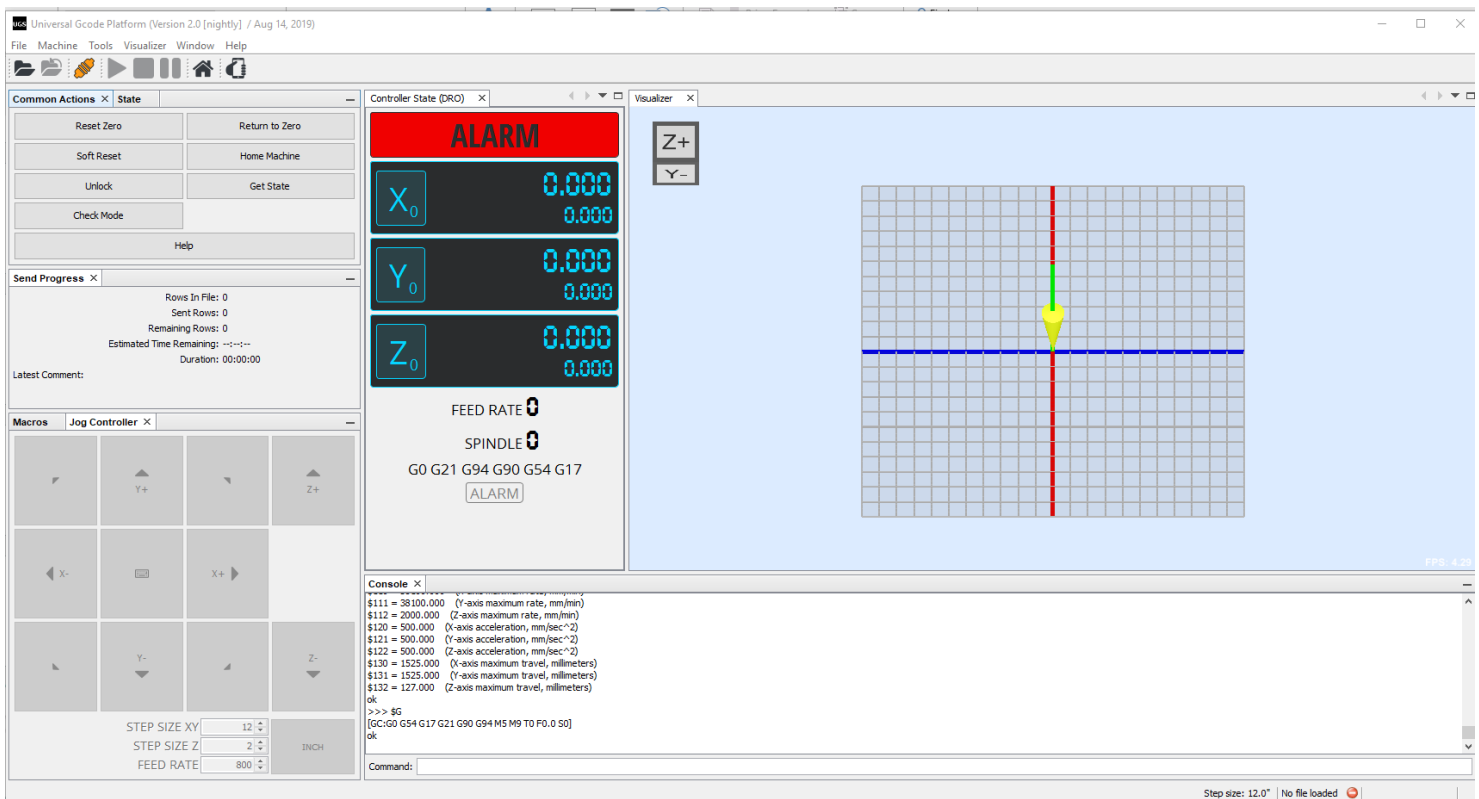 UGS Universal Gcode Platform (Version 2.0 [nightly] / Aug 14, 2019)
File Machine Tools Visualizer Window Help
Common Actions State
Reset Zero Return to Zero
Soft Reset Home Machine
Unlock Get State
Check Mode
Help
Send Progress
Rows In File: 0
Sent Rows: 0
Remaining Rows: 0
Estimated Time Remaining: --:--:--
Duration: 00:00:00
Latest Comment:
Macros Jog Controller
Y+ Z+
X- X+
Y- Z-
STEP SIZE XY 12
STEP SIZE Z 2
FEED RATE 800
INCH
Controller State (DRO)
ALARM
X0 0.000
0.000
Y0 0.000
0.000
Z0 0.000
0.000
FEED RATE 0
SPINDLE 0
G0 G21 G94 G90 G54 G17
ALARM
Visualizer
Z+
Y-
FPS: 4.29
Console
$111 = 38100.000 (Y-axis maximum rate, mm/min)
$112 = 2000.000 (Z-axis maximum rate, mm/min)
$120 = 500.000 (X-axis acceleration, mm/sec^2)
$121 = 500.000 (Y-axis acceleration, mm/sec^2)
$122 = 500.000 (Z-axis acceleration, mm/sec^2)
$130 = 1525.000 (X-axis maximum travel, millimeters)
$131 = 1525.000 (Y-axis maximum travel, millimeters)
$132 = 127.000 (Z-axis maximum travel, millimeters)
ok
>>> $G
[GC:G0 G54 G17 G21 G90 G94 M5 M9 T0 F0.0 S0]
ok
Command:
Step size: 12.0" No file loaded